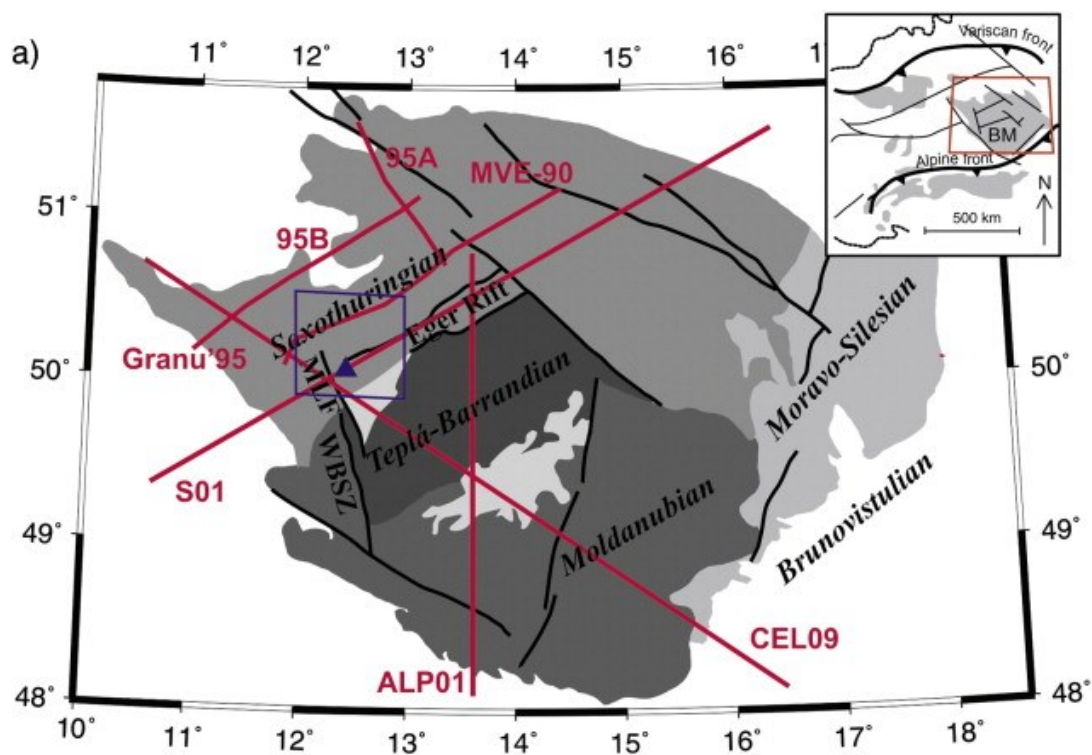 a)
11° 12° 13° 14° 15° 16° 1
Variscan front
BM
Alpine front
N
500 km
95A
MVE-90
51°
95B
Saxothuringian
Eger Rift
Granu'95
50° 50°
MLF
Teplá-Barrandian
Moravo-Silesian
WBSZ
S01
Moldanubian
Brunovistulian
49° 49°
CEL09
ALP01
48° 48°
10° 11° 12° 13° 14° 15° 16° 17° 18°